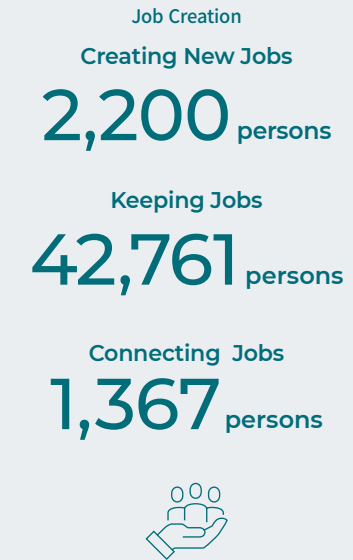 Job Creation
Creating New Jobs
2,200 persons
Keeping Jobs
42,761 persons
Connecting Jobs
1,367 persons